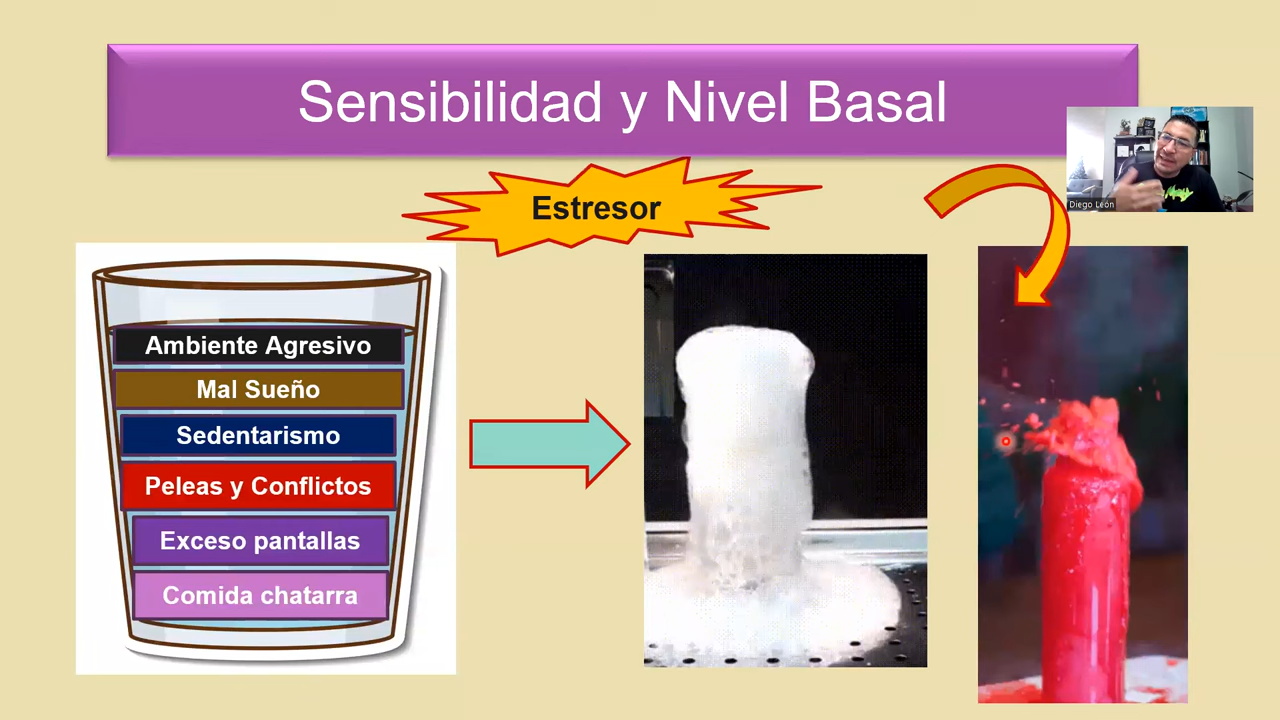 Sensibilidad y Nivel Basal
Diego León
Estresor
Ambiente Agresivo
Mal Sueño
Sedentarismo
Peleas y Conflictos
Exceso pantallas
Comida chatarra